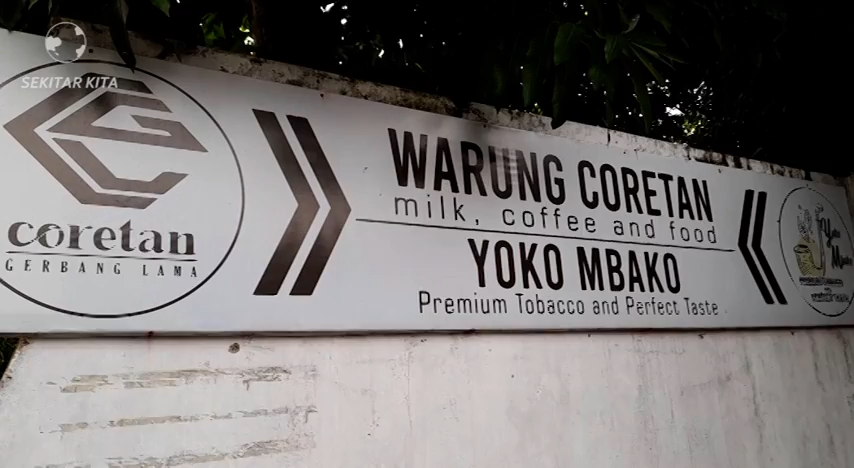 SEKITAR KITA
coretan
GERBANG LAMA
WARUNG CORETAN
milk, coffee and food
YOKO MBAKO
Premium Tobacco and Perfect Taste